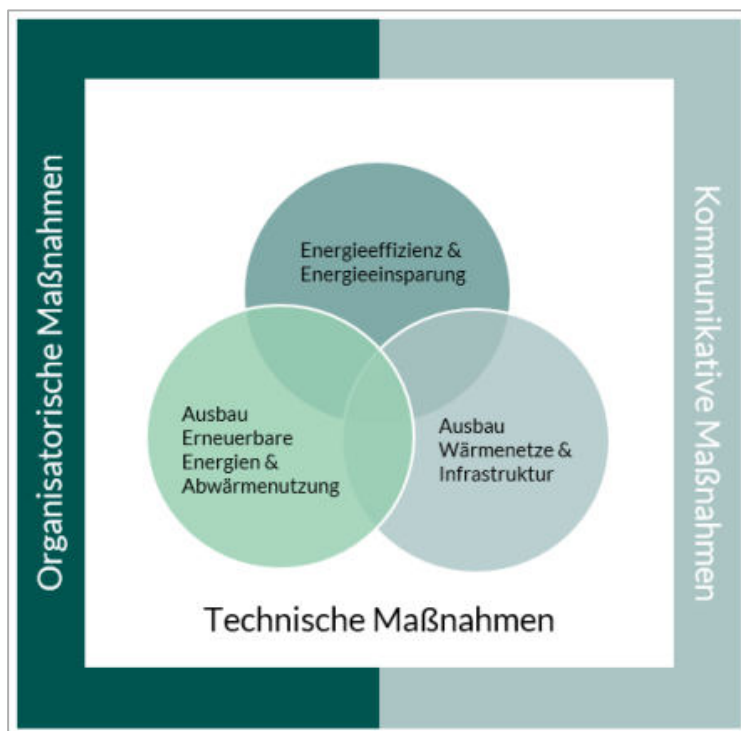 Organisatorische Maßnahmen
Energieeffizienz &
Energieeinsparung
Ausbau
Erneuerbare
Energien &
Abwärmenutzung
Ausbau
Wärmenetze &
Infrastruktur
Technische Maßnahmen
Kommunikative Maßnahmen